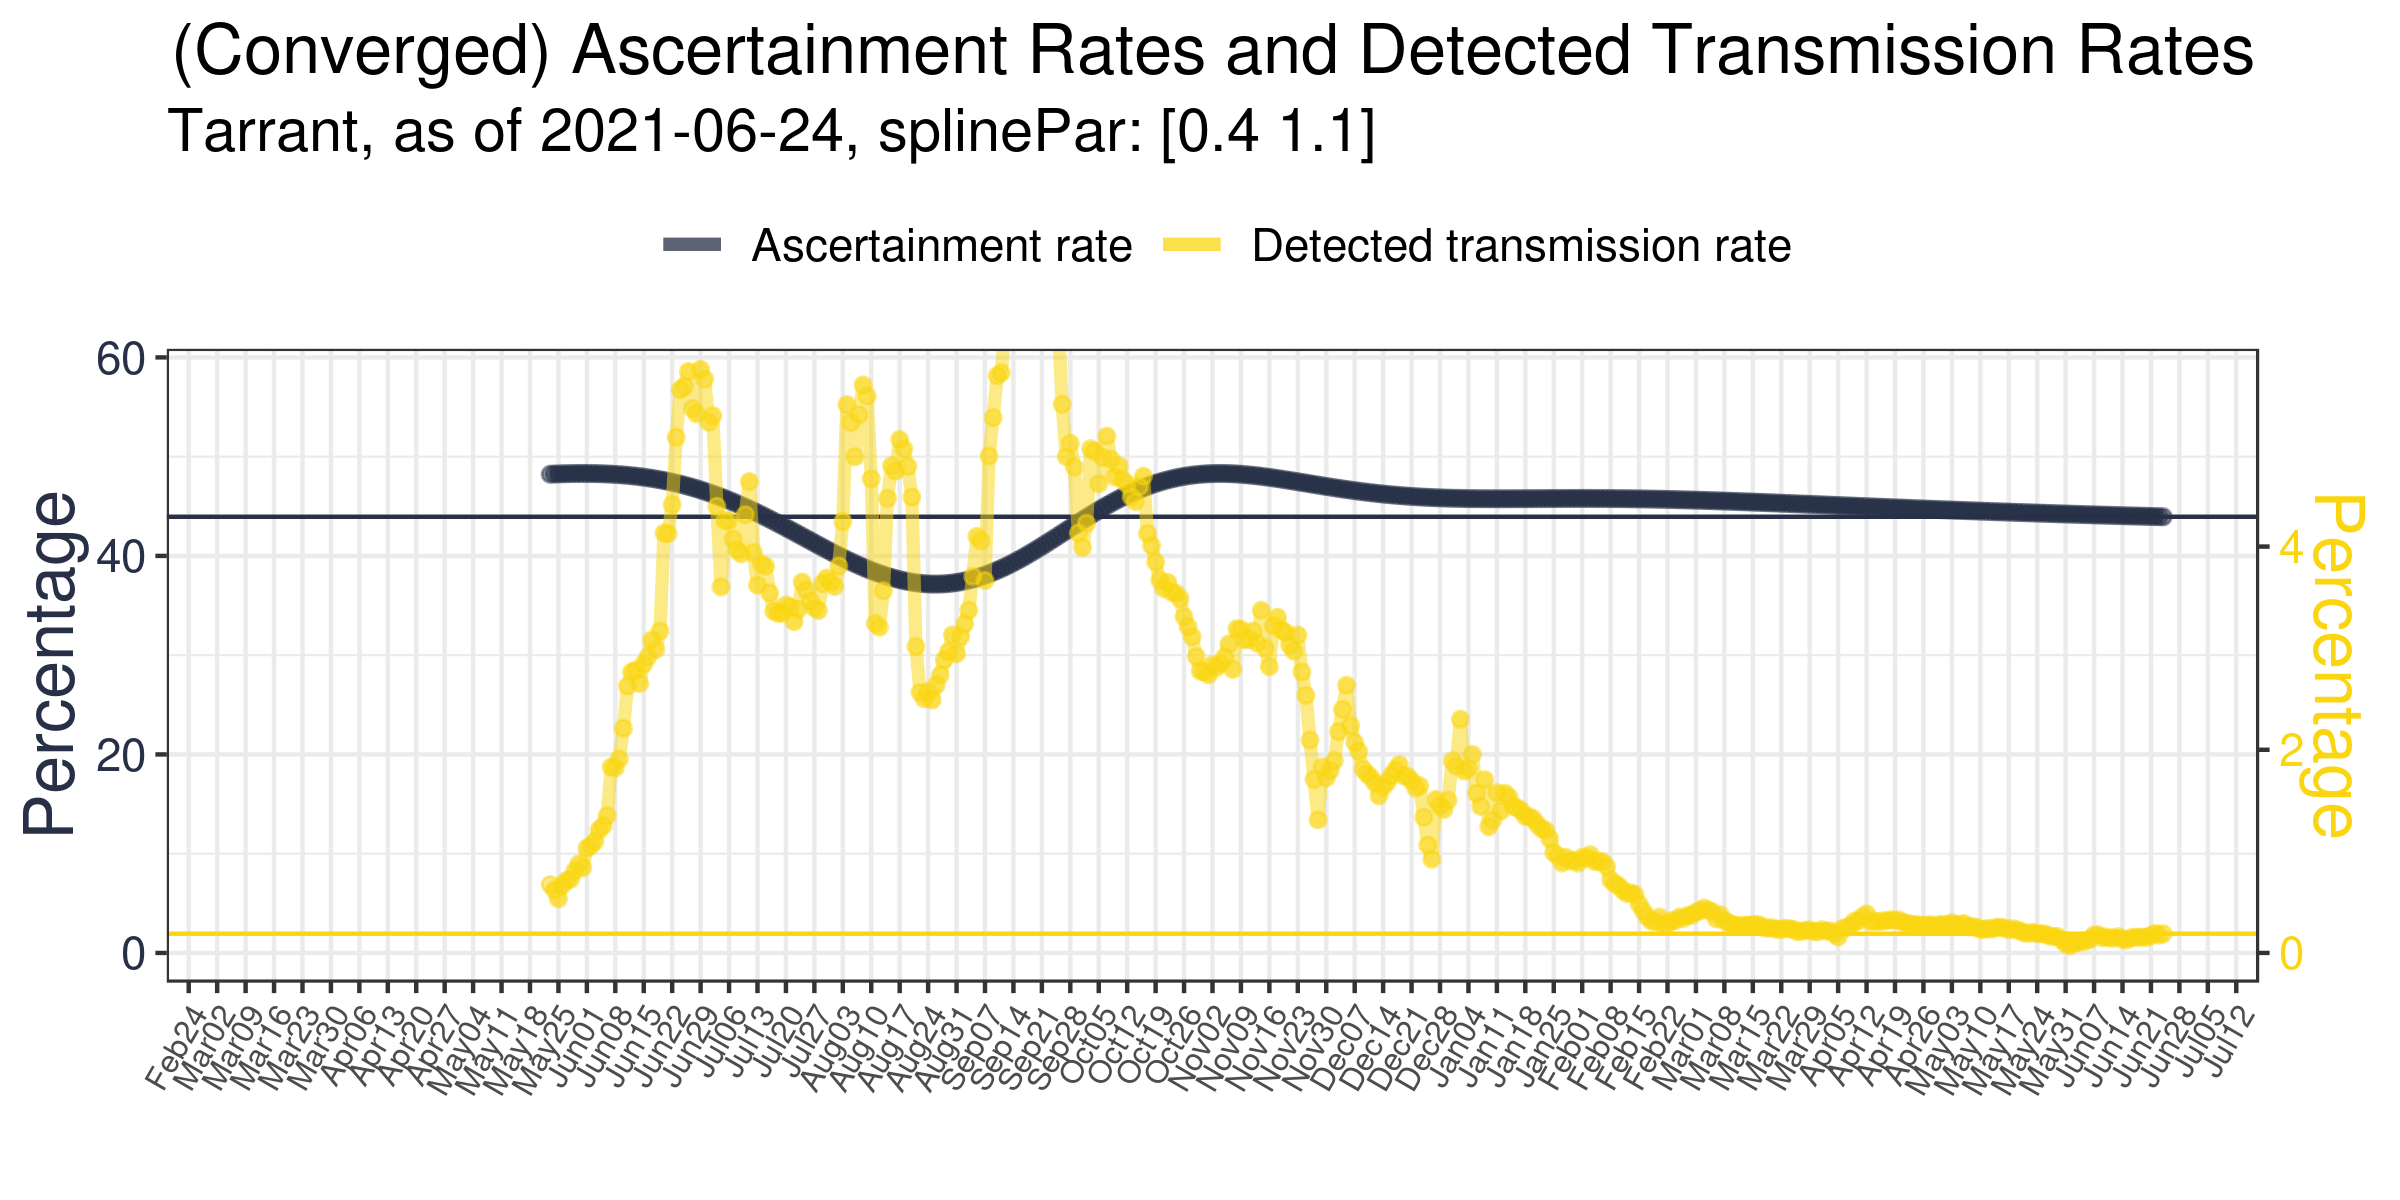 (Converged) Ascertainment Rates and Detected Transmission Rates
Tarrant, as of 2021-06-24, splinePar: [0.4 1.1]
Ascertainment rate
Detected transmission rate
Percentage
60
40
20
0
4
2
0
Percentage
Feb24
Mar02
Mar09
Mar16
Mar23
Mar30
Apr06
Apr13
Apr20
Apr27
May04
May11
May18
May25
Jun01
Jun08
Jun15
Jun22
Jun29
Jul06
Jul13
Jul20
Jul27
Aug03
Aug10
Aug17
Aug24
Aug31
Sep07
Sep14
Sep21
Sep28
Oct05
Oct12
Oct19
Oct26
Nov02
Nov09
Nov16
Nov23
Nov30
Dec07
Dec14
Dec21
Dec28
Jan04
Jan11
Jan18
Jan25
Feb01
Feb08
Feb15
Feb22
Mar01
Mar08
Mar15
Mar22
Mar29
Apr05
Apr12
Apr19
Apr26
May03
May10
May17
May24
May31
Jun07
Jun14
Jun21
Jun28
Jul05
Jul12